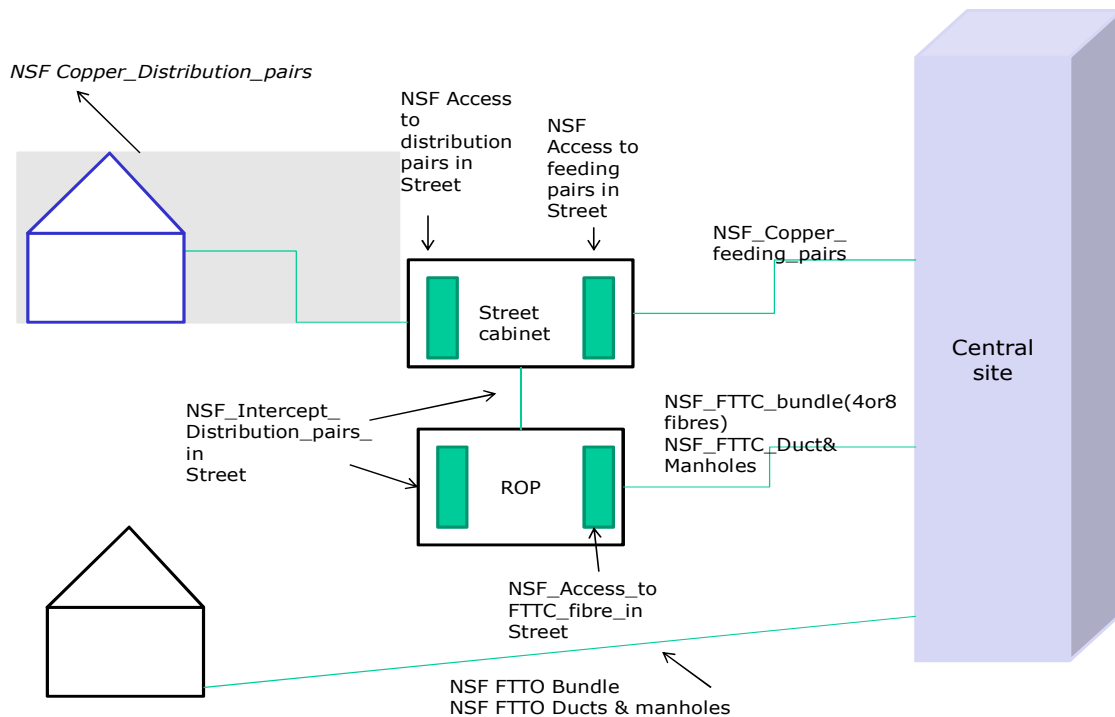 NSF Copper_Distribution_pairs
NSF Access
to
distribution
pairs in
Street
NSF
Access to
feeding
pairs in
Street
NSF_Copper_
feeding_pairs
Street
cabinet
Central
site
NSF_Intercept_
Distribution_pairs_
in
Street
NSF_FTTC_bundle(4or8
fibres)
NSF_FTTC_Duct&
Manholes
ROP
NSF_Access_to
FTTC_fibre_in
Street
NSF FTTO Bundle
NSF FTTO Ducts & manholes